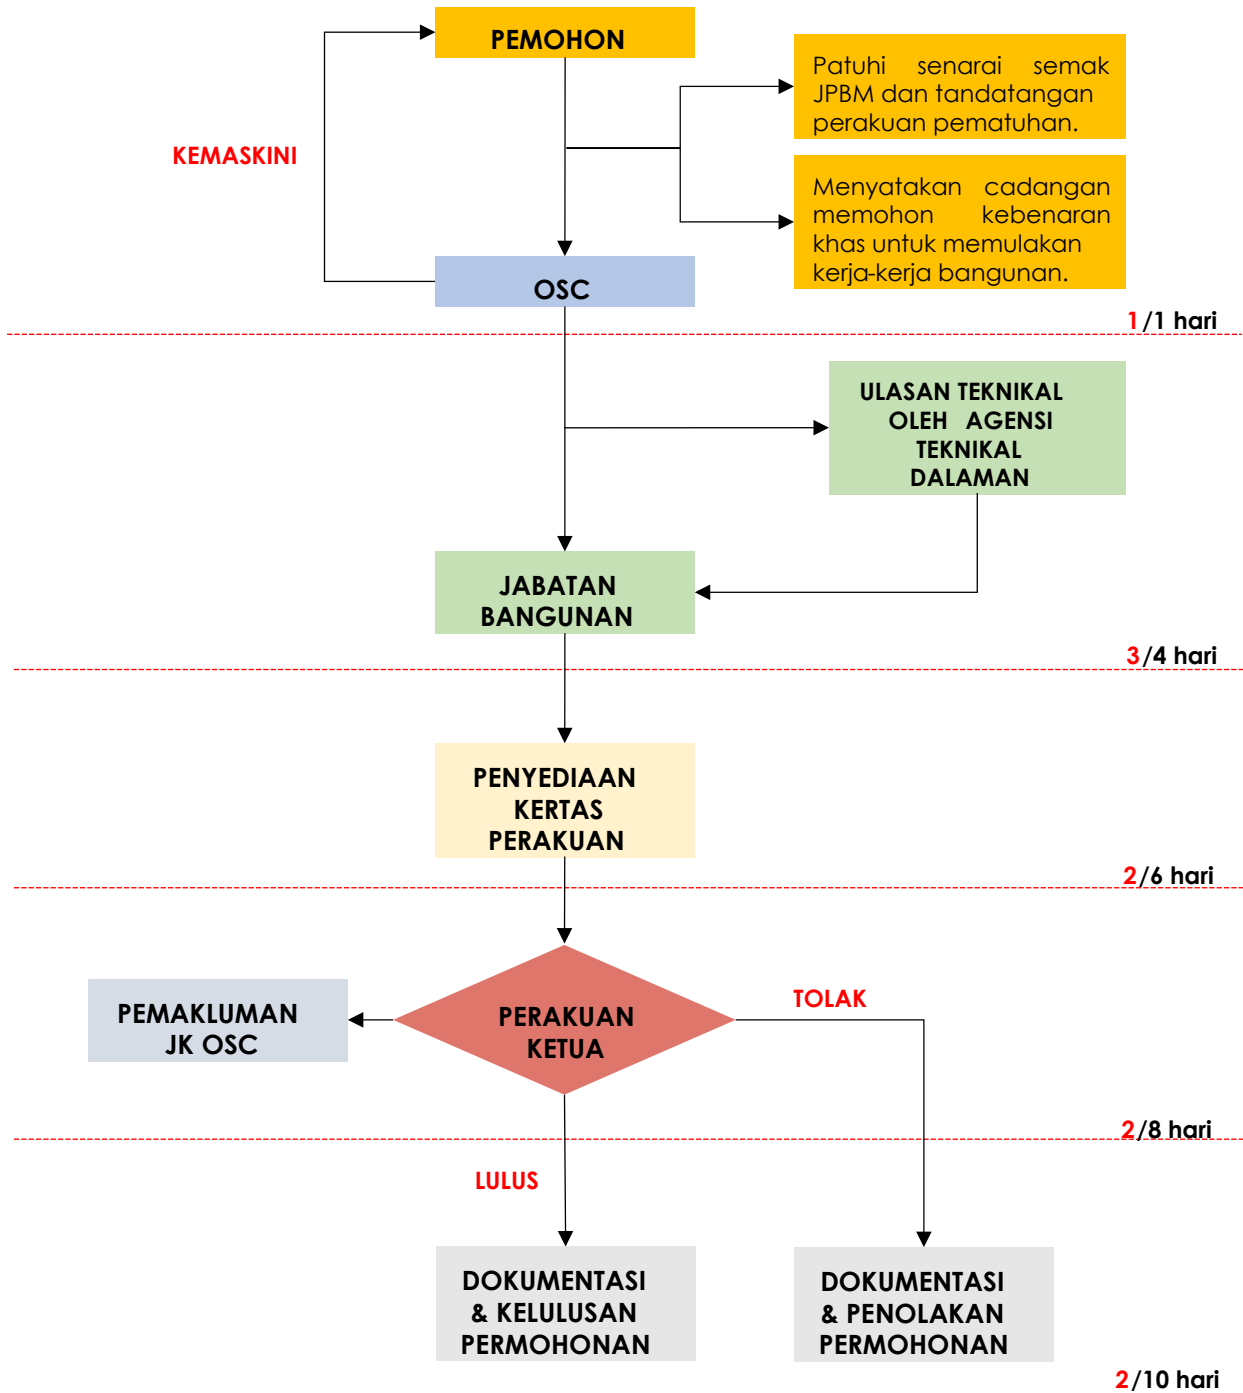 PEMOHON
Patuhi senarai semak
JPBM dan tandatangan
perakuan pematuhan.
KEMASKINI
Menyatakan cadangan
memohon kebenaran
khas untuk memulakan
kerja-kerja bangunan.
OSC
1/1 hari
ULASAN TEKNIKAL
OLEH AGENSI
TEKNIKAL
DALAMAN
JABATAN
BANGUNAN
3/4 hari
PENYEDIAAN
KERTAS
PERAKUAN
2/6 hari
PEMAKLUMAN
JK OSC
PERAKUAN
KETUA
TOLAK
2/8 hari
LULUS
DOKUMENTASI
& KELULUSAN
PERMOHONAN
DOKUMENTASI
& PENOLAKAN
PERMOHONAN
2/10 hari